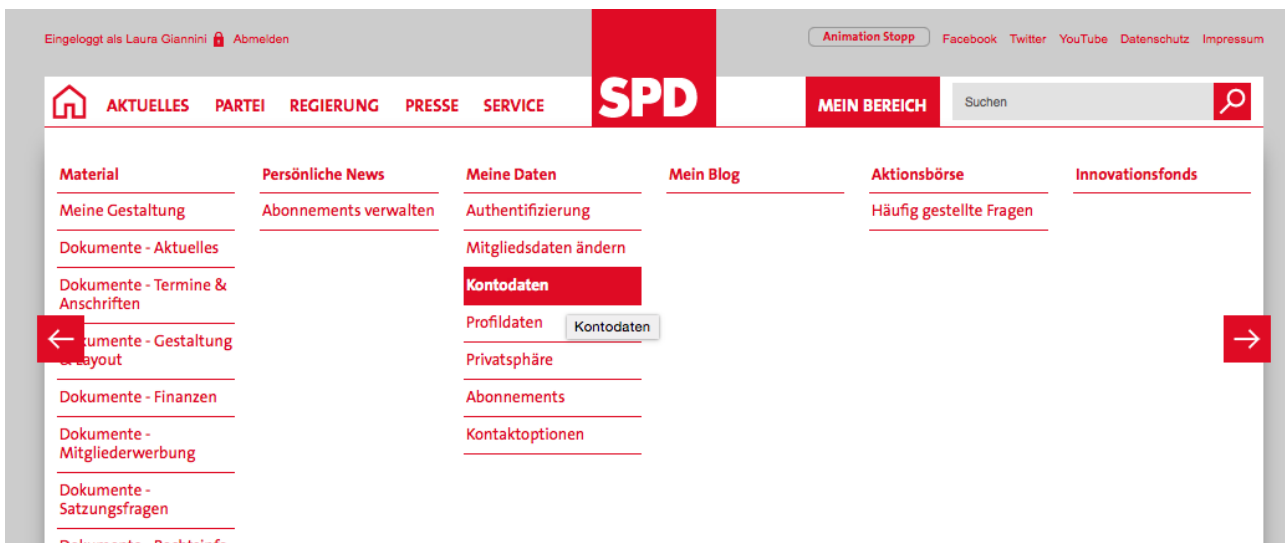 Eingeloggt als Laura Giannini Abmelden
Animation Stopp Facebook Twitter YouTube Datenschutz Impressum
AKTUELLES PARTEI REGIERUNG PRESSE SERVICE SPD MEIN BEREICH Suchen
Material
Meine Gestaltung
Dokumente - Aktuelles
Dokumente - Termine &
Anschriften
Gestaltung
Dokumente - Finanzen
Dokumente -
Mitgliederwerbung
Dokumente -
Satzungsfragen
Persönliche News
Abonnements verwalten
Meine Daten
Authentifizierung
Mitgliedsdaten ändern
Kontodaten
Profildaten
Kontodaten
Privatsphäre
Abonnements
Kontaktoptionen
Mein Blog
Aktionsbörse
Häufig gestellte Fragen
Innovationsfonds